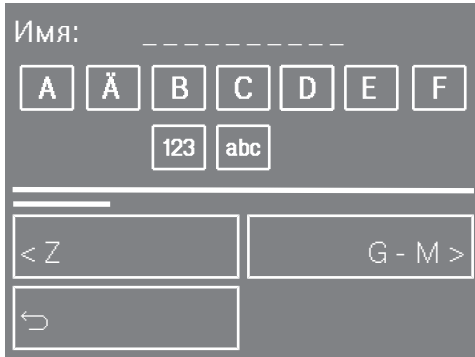 Имя: _ _ _ _ _ _ _ _ _ _
A Ä B C D E F
123 abc
< Z G - M >